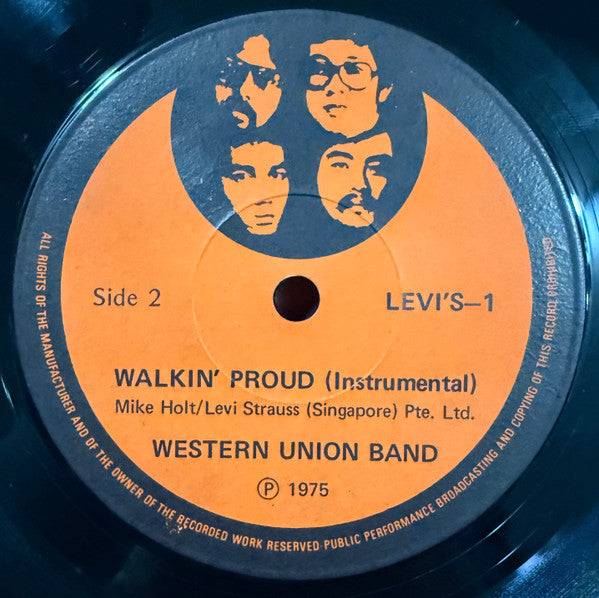 Side 2
LEVI'S—1
WALKIN' PROUD (Instrumental)
Mike Holt/Levi Strauss (Singapore) Pte. Ltd.
WESTERN UNION BAND
Ⓟ 1975
ALL RIGHTS OF THE MANUFACTURER AND OF THE OWNER OF THE RECORDED WORK RESERVED PUBLIC PERFORMANCE BROADCASTING AND COPYING OF THIS RECORD PROHIBITED